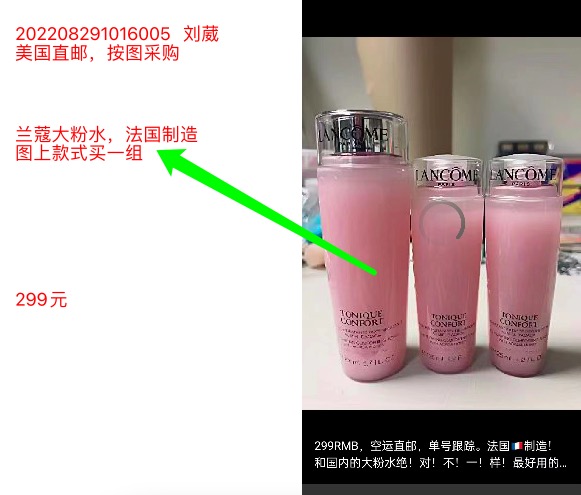 202208291016005 刘葳
美国直邮，按图采购
兰蔻大粉水，法国制造
图上款式买一组
299元
LANCÔME
LANCÔME
PARIS
LANCÔME
PARIS
TONIQUE
CONFORT
TONIQUE
CONFORT
TONIQUE
CONFORT
299RMB，空运直邮，单号跟踪。法国🇫🇷制造！
和国内的大粉水绝！对！不！一！样！最好用的...